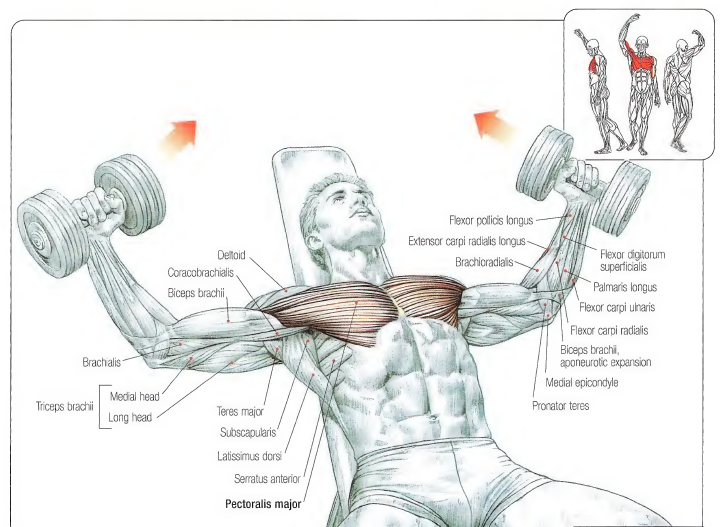 Deltoid
Coracobrachialis
Biceps brachii
Brachialis
Triceps brachii
Medial head
Long head
Teres major
Subscapularis
Latissimus dorsi
Serratus anterior
Pectoralis major
Flexor pollicis longus
Extensor carpi radialis longus
Brachioradialis
Flexor digitorum
superficialis
Palmaris longus
Flexor carpi ulnaris
Flexor carpi radialis
Biceps brachii,
aponeurotic expansion
Medial epicondyle
Pronator teres